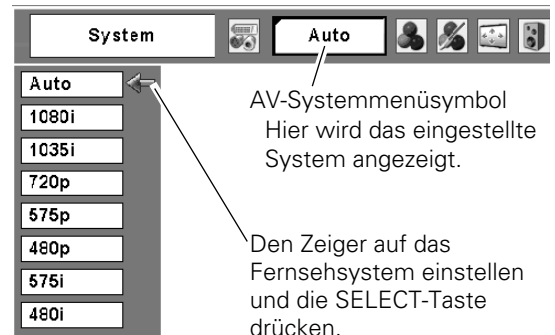 System
Auto
Auto
1080i
1035i
720p
575p
480p
575i
480i
AV-Systemmenüsymbol
Hier wird das eingestellte
System angezeigt.
Den Zeiger auf das
Fernsehsystem einstellen
und die SELECT-Taste
drücken.